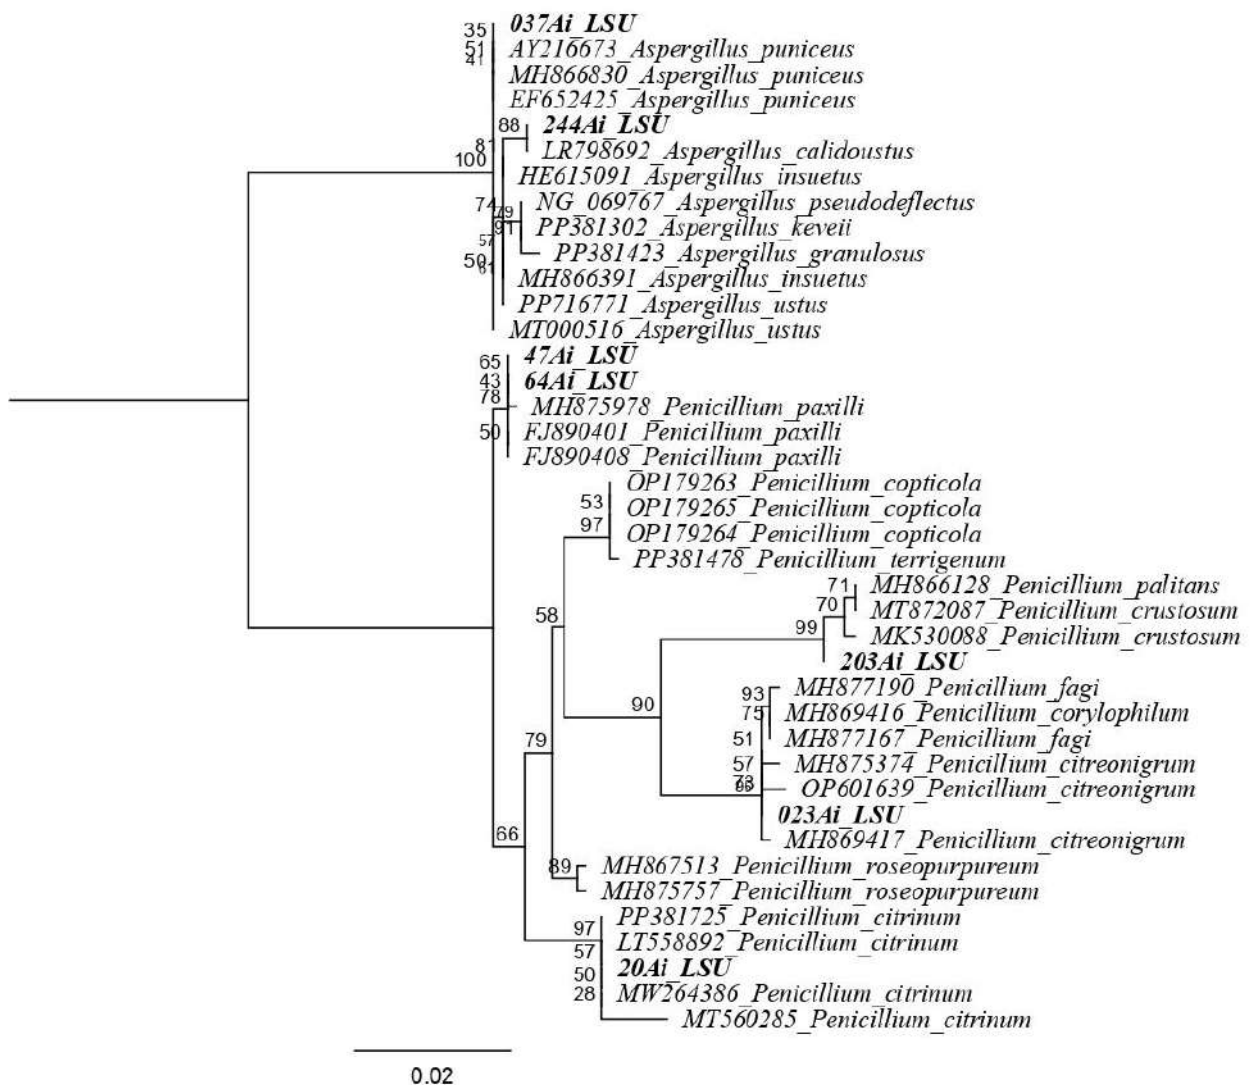 35 037Ai_LSU
51 AY216673_Aspergillus_puniceus
41 MH866830_Aspergillus_puniceus
EF652425_Aspergillus_puniceus
88 244Ai_LSU
81 LR798692_Aspergillus_calidoustus
100 HE615091_Aspergillus_insuetus
74 79 NG_069767_Aspergillus_pseudodeflectus
91 PP381302_Aspergillus_keveii
57 PP381423_Aspergillus_granulosus
50 61 MH866391_Aspergillus_insuetus
PP716771_Aspergillus_ustus
MT000516_Aspergillus_ustus
65 47Ai_LSU
43 64Ai_LSU
78 MH875978_Penicillium_paxilli
50 FJ890401_Penicillium_paxilli
FJ890408_Penicillium_paxilli
OP179263_Penicillium_copticola
53 OP179265_Penicillium_copticola
97 OP179264_Penicillium_copticola
PP381478_Penicillium_terrigenum
71 MH866128_Penicillium_palitans
58 70 MT872087_Penicillium_crustosum
99 MK530088_Penicillium_crustosum
203Ai_LSU
93 MH877190_Penicillium_fagi
90 75 MH869416_Penicillium_corylophilum
79 51 MH877167_Penicillium_fagi
57 MH875374_Penicillium_citreonigrum
73 OP601639_Penicillium_citreonigrum
023Ai_LSU
66 MH869417_Penicillium_citreonigrum
89 MH867513_Penicillium_roseopurpureum
MH875757_Penicillium_roseopurpureum
97 PP381725_Penicillium_citrinum
57 LT558892_Penicillium_citrinum
50 20Ai_LSU
28 MW264386_Penicillium_citrinum
MT560285_Penicillium_citrinum
0.02